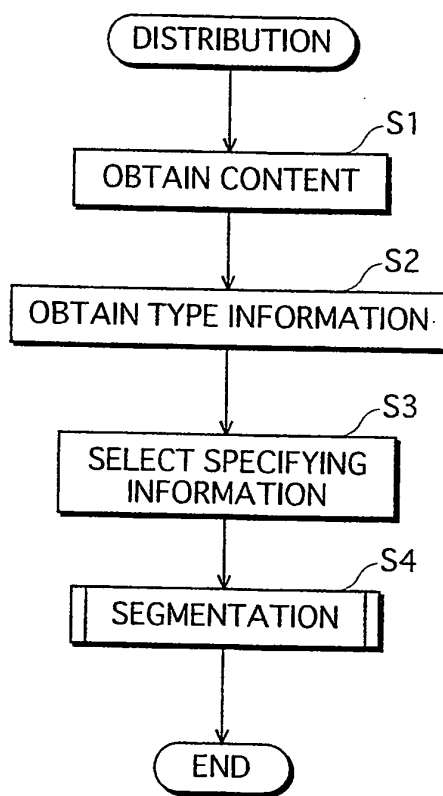 DISTRIBUTION
S1
OBTAIN CONTENT
S2
OBTAIN TYPE INFORMATION
S3
SELECT SPECIFYING
INFORMATION
S4
SEGMENTATION
END